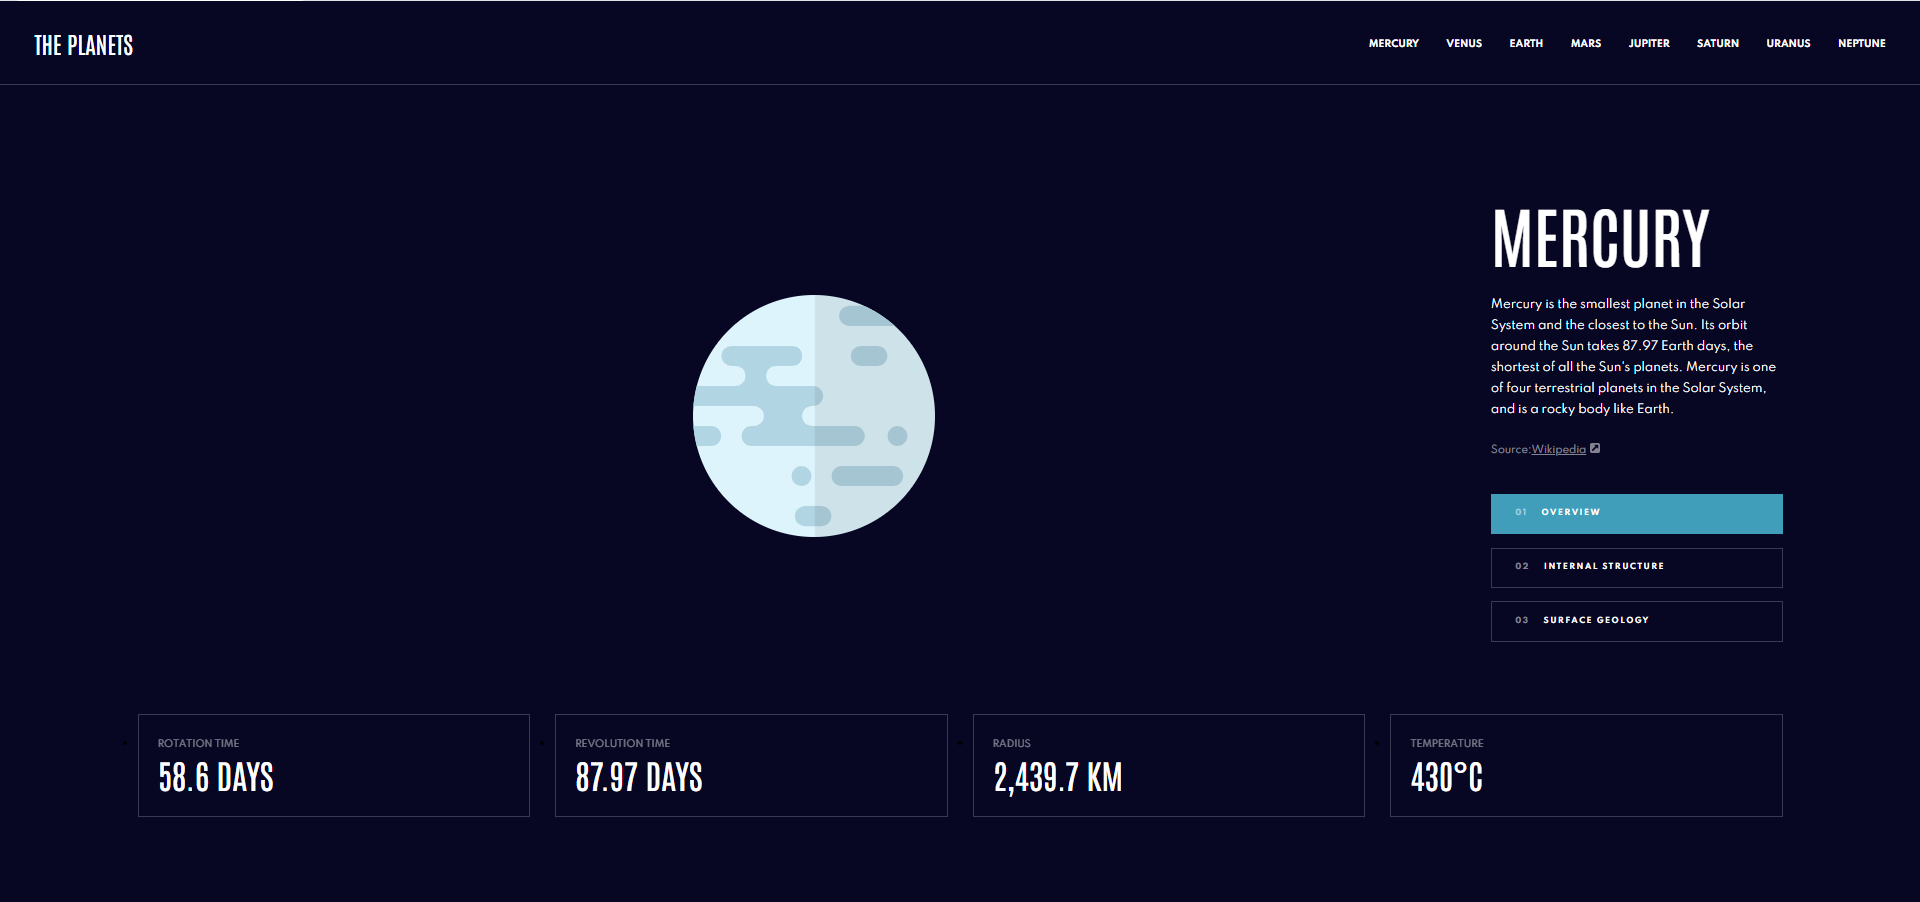 THE PLANETS
MERCURY VENUS EARTH MARS JUPITER SATURN URANUS NEPTUNE
MERCURY
Mercury is the smallest planet in the Solar
System and the closest to the Sun. Its orbit
around the Sun takes 87.97 Earth days, the
shortest of all the Sun's planets. Mercury is one
of four terrestrial planets in the Solar System,
and is a rocky body like Earth.
Source:Wikipedia
01 OVERVIEW
02 INTERNAL STRUCTURE
03 SURFACE GEOLOGY
ROTATION TIME
58.6 DAYS
REVOLUTION TIME
87.97 DAYS
RADIUS
2,439.7 KM
TEMPERATURE
430°C